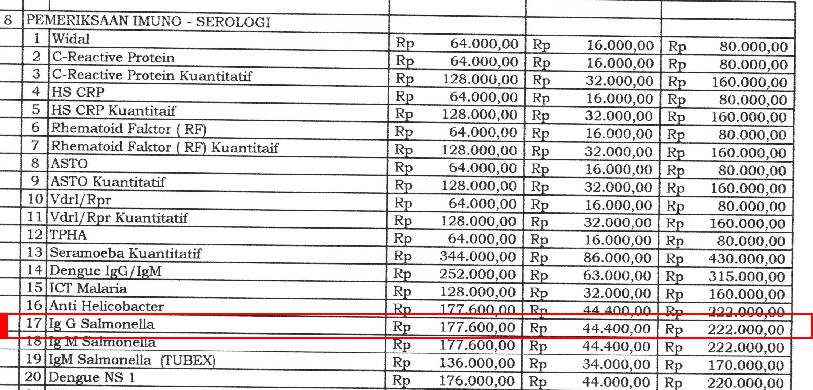 8 PEMERIKSAAN IMUNO - SEROLOGI
1 Widal Rp 64.000,00 Rp 16.000,00 Rp 80.000,00
2 C-Reactive Protein Rp 64.000,00 Rp 16.000,00 Rp 80.000,00
3 C-Reactive Protein Kuantitatif Rp 128.000,00 Rp 32.000,00 Rp 160.000,00
4 HS CRP Rp 64.000,00 Rp 16.000,00 Rp 80.000,00
5 HS CRP Kuantitaif Rp 128.000,00 Rp 32.000,00 Rp 160.000,00
6 Rhematoid Faktor ( RF) Rp 64.000,00 Rp 16.000,00 Rp 80.000,00
7 Rhematoid Faktor ( RF) Kuantitaif Rp 128.000,00 Rp 32.000,00 Rp 160.000,00
8 ASTO Rp 64.000,00 Rp 16.000,00 Rp 80.000,00
9 ASTO Kuantitatif Rp 128.000,00 Rp 32.000,00 Rp 160.000,00
10 Vdrl/Rpr Rp 64.000,00 Rp 16.000,00 Rp 80.000,00
11 Vdrl/Rpr Kuantitatif Rp 128.000,00 Rp 32.000,00 Rp 160.000,00
12 TPHA Rp 64.000,00 Rp 16.000,00 Rp 80.000,00
13 Seramoeba Kuantitatif Rp 344.000,00 Rp 86.000,00 Rp 430.000,00
14 Dengue IgG/IgM Rp 252.000,00 Rp 63.000,00 Rp 315.000,00
15 ICT Malaria Rp 128.000,00 Rp 32.000,00 Rp 160.000,00
16 Anti Helicobacter Rp 177.600,00 Rp 44.400,00 Rp 222.000,00
17 Ig G Salmonella Rp 177.600,00 Rp 44.400,00 Rp 222.000,00
18 Ig M Salmonella Rp 177.600,00 Rp 44.400,00 Rp 222.000,00
19 IgM Salmonella (TUBEX) Rp 136.000,00 Rp 34.000,00 Rp 170.000,00
20 Dengue NS 1 Rp 176.000,00 Rp 44.000,00 Rp 220.000,00